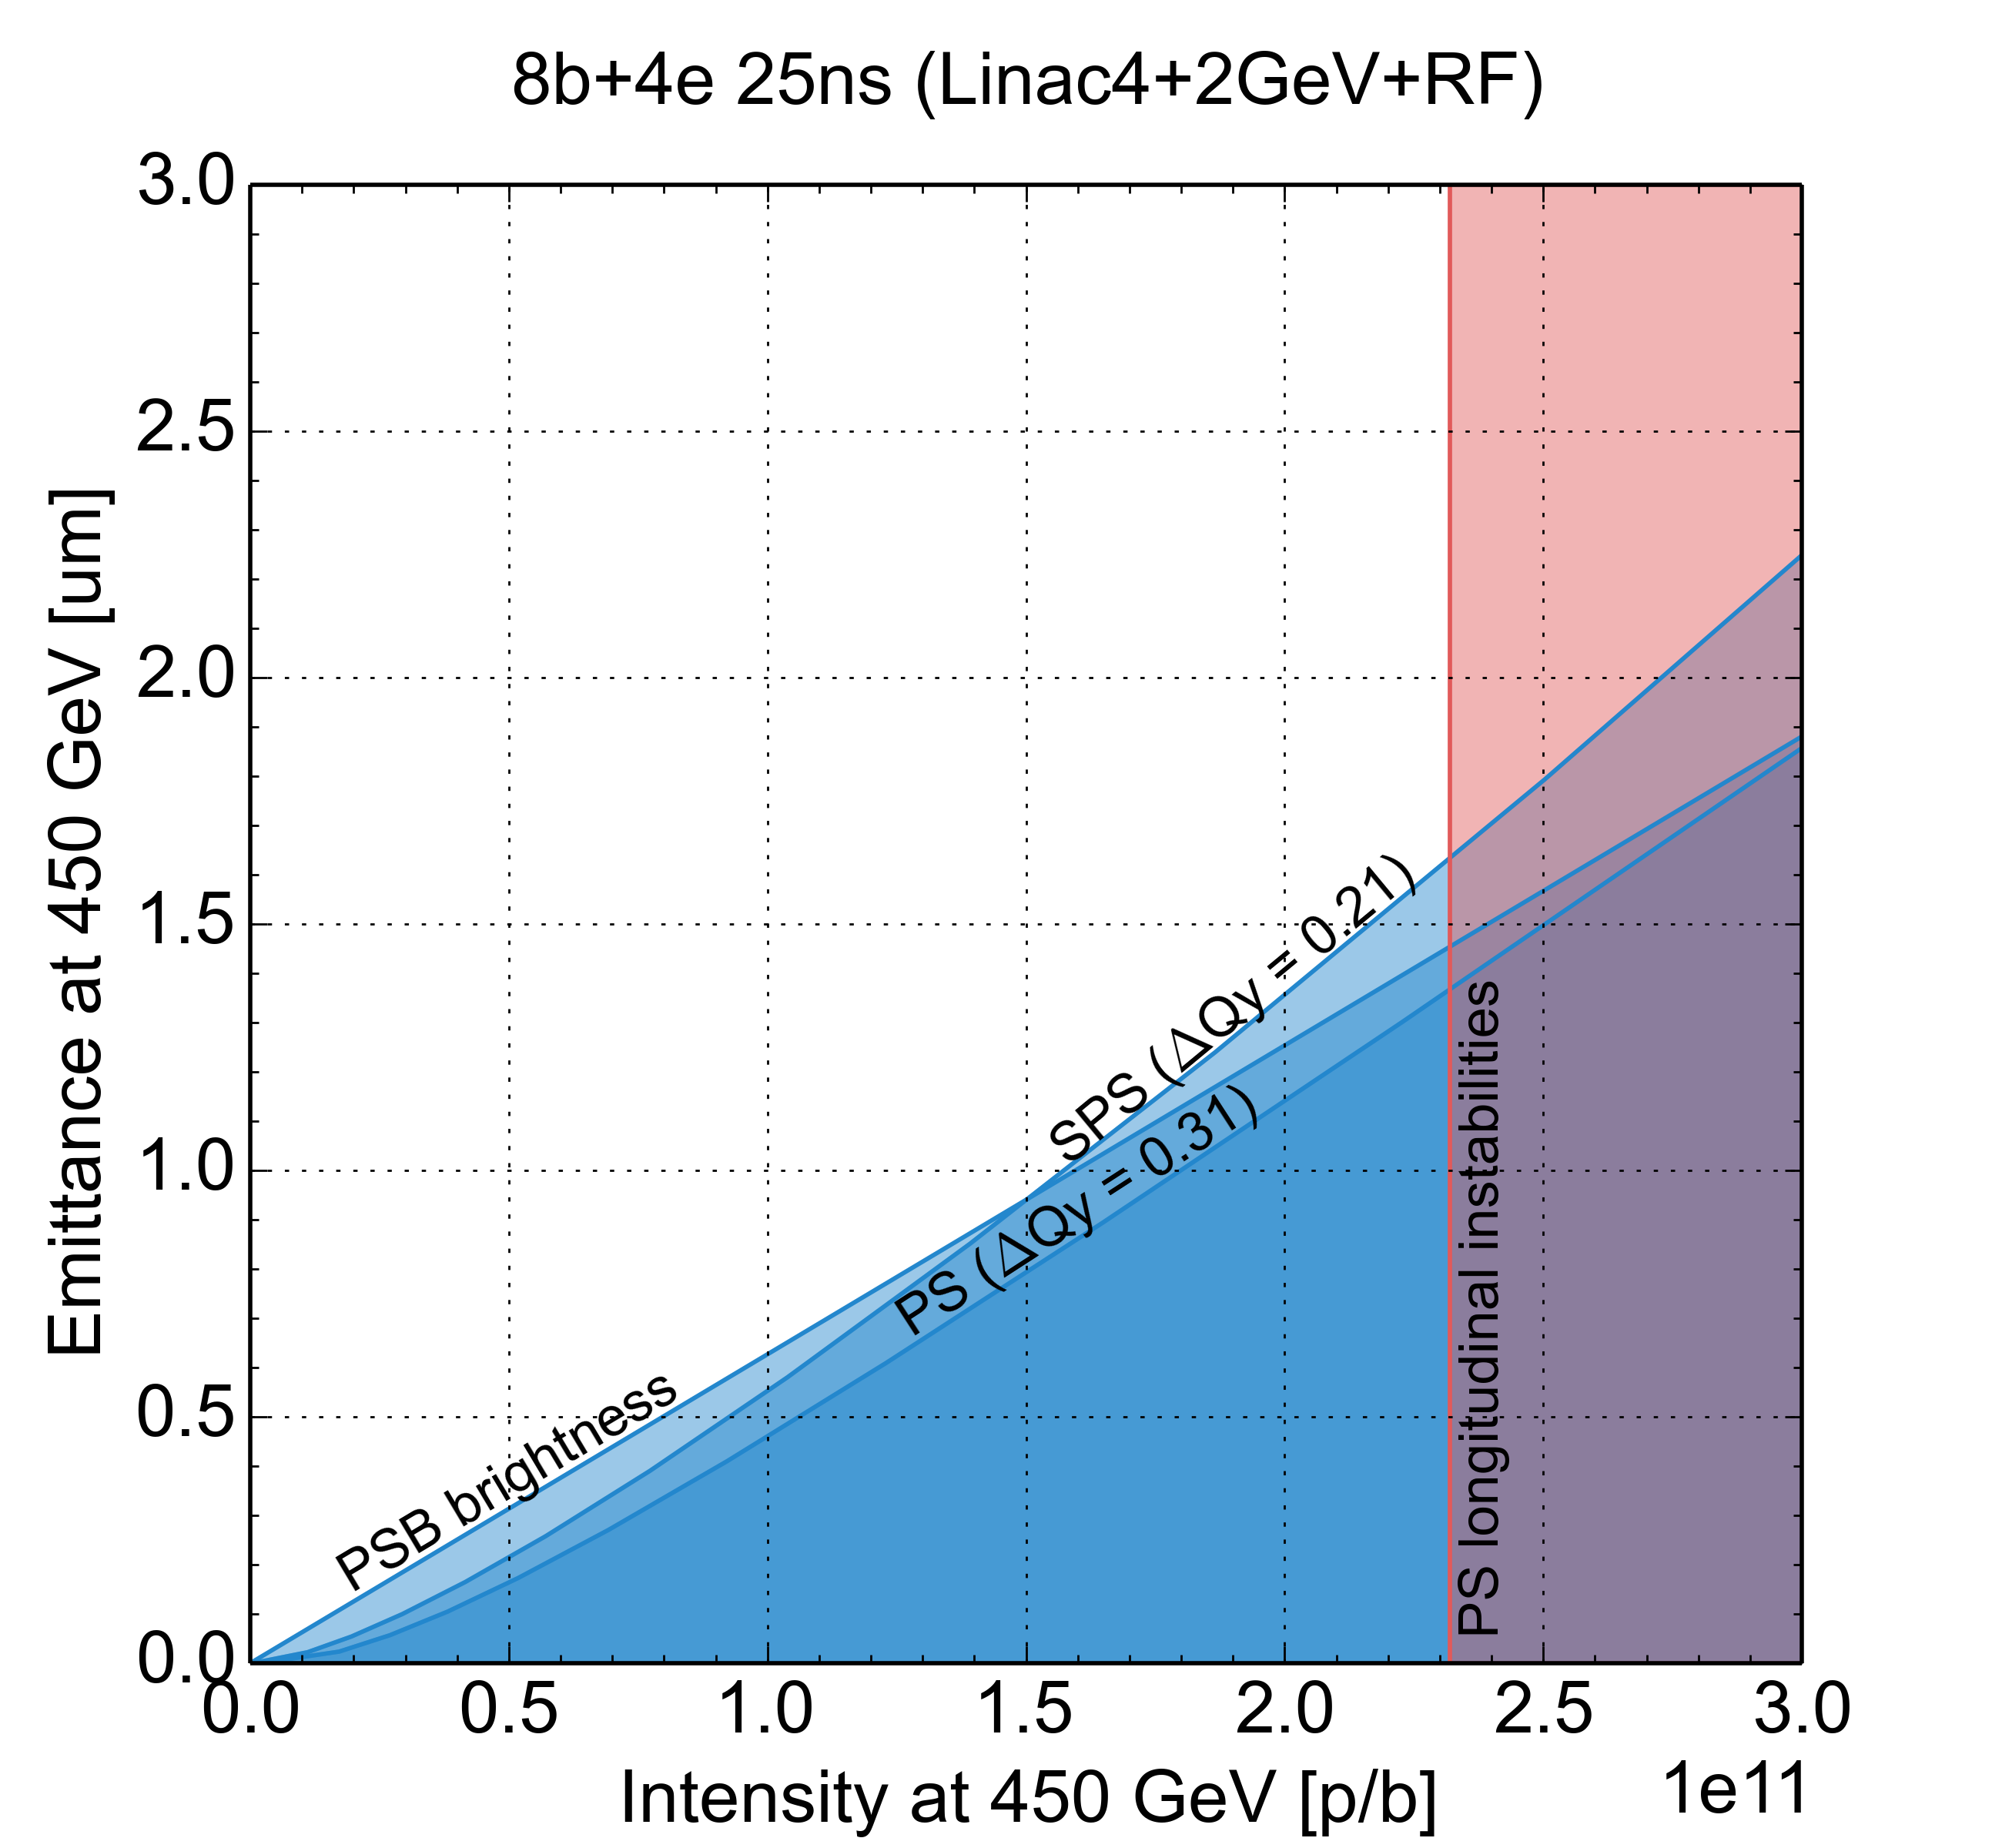 8b+4e 25ns (Linac4+2GeV+RF)
3.0
2.5
2.0
1.5
1.0
0.5
0.0
Emittance at 450 GeV [um]
PSB brightness
SPS (ΔQy = 0.21)
PS (ΔQy = 0.31)
PS longitudinal instabilities
0.0 0.5 1.0 1.5 2.0 2.5 3.0
1e11
Intensity at 450 GeV [p/b]